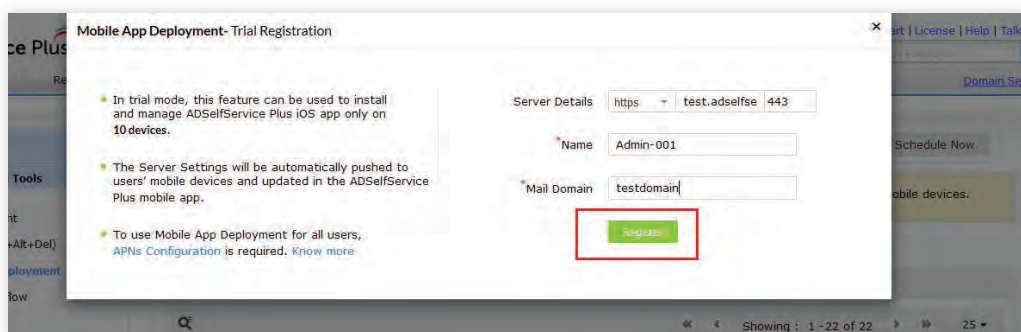 Mobile App Deployment- Trial Registration
×
art | License | Help | Talk
ce Plus
Re
Domain Se
In trial mode, this feature can be used to install
and manage ADSelfService Plus iOS app only on
10 devices.
The Server Settings will be automatically pushed to
users' mobile devices and updated in the ADSelfService
Plus mobile app.
To use Mobile App Deployment for all users,
APNs Configuration is required. Know more
Server Details https test.adselfse 443
*Name Admin-001
*Mail Domain testdomain
Register
Schedule Now
Tools
obile devices.
nt
+Alt+Del)
ployment
flow
« ‹ Showing : 1 -22 of 22 › » 25